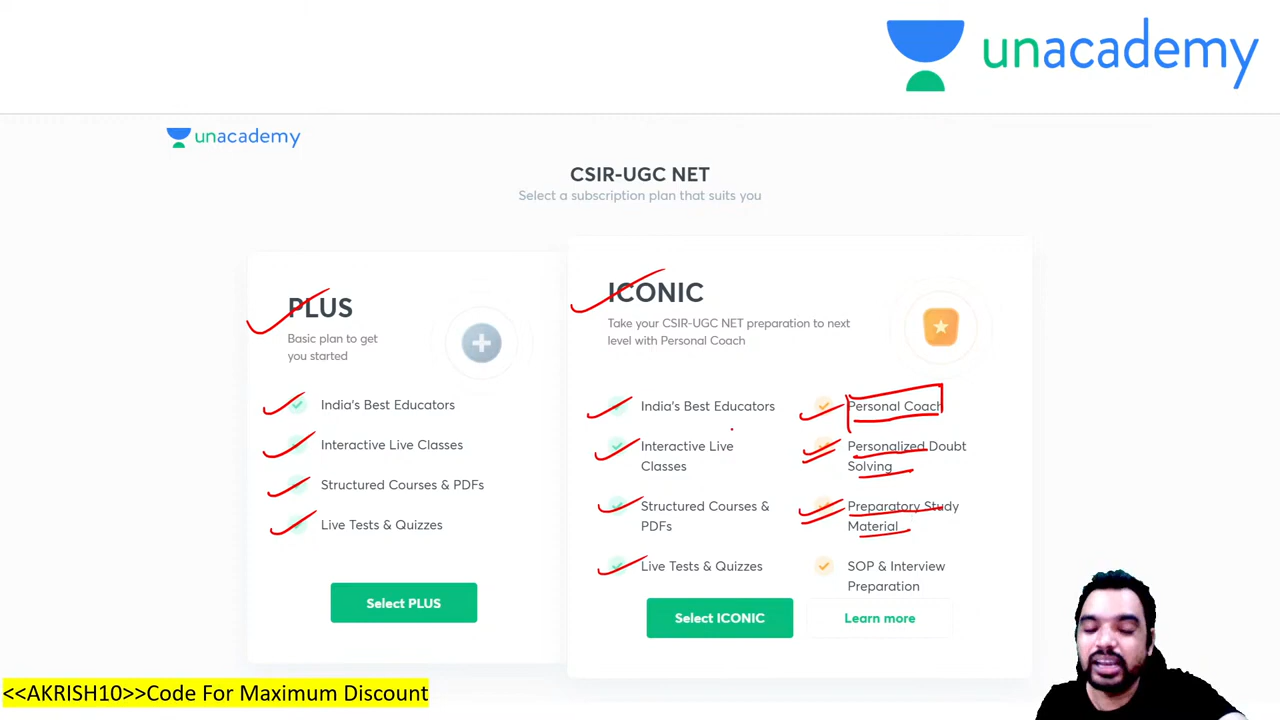 unacademy
unacademy
CSIR-UGC NET
Select a subscription plan that suits you
PLUS
Basic plan to get
you started
India's Best Educators
Interactive Live Classes
Structured Courses & PDFs
Live Tests & Quizzes
Select PLUS
ICONIC
Take your CSIR-UGC NET preparation to next
level with Personal Coach
India's Best Educators
Interactive Live
Classes
Structured Courses &
PDFs
Live Tests & Quizzes
Personal Coach
Personalized Doubt
Solving
Preparatory Study
Material
SOP & Interview
Preparation
Select ICONIC
Learn more
<<AKRISH10>>Code For Maximum Discount